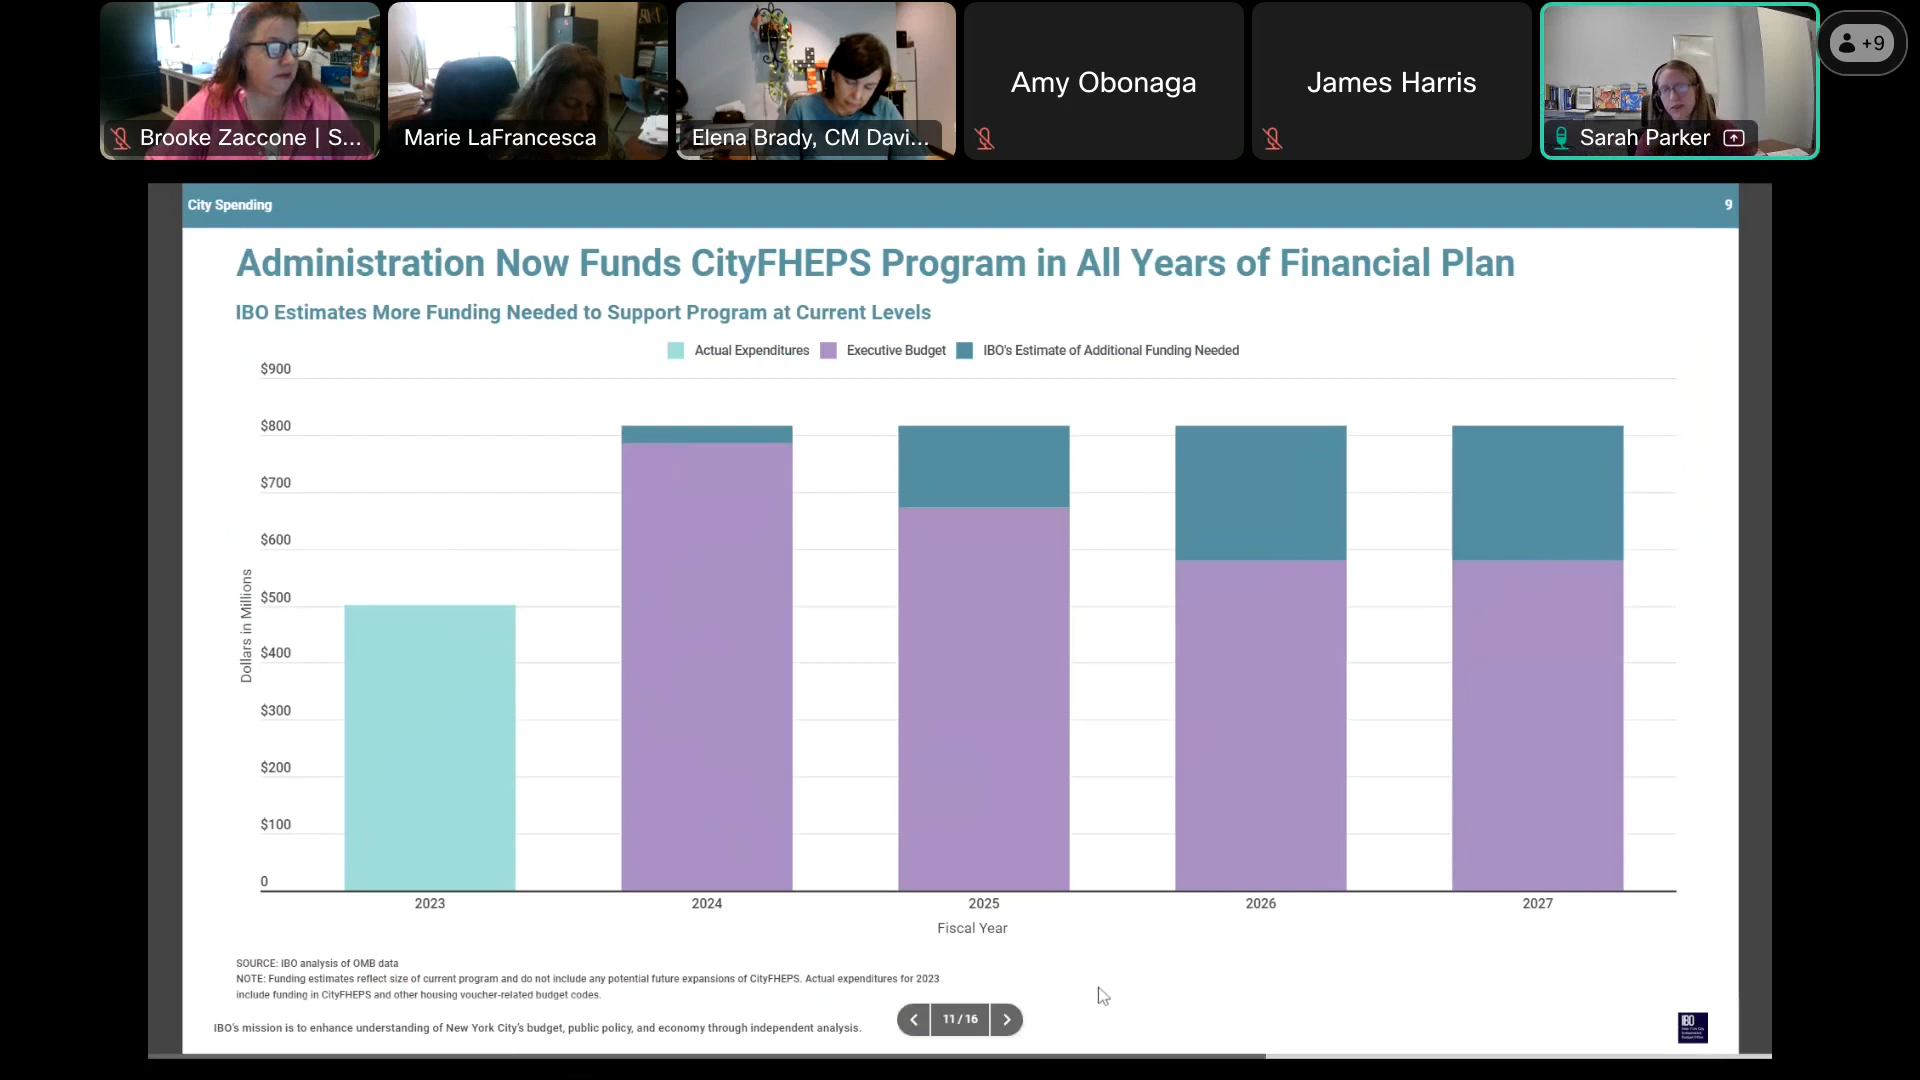 +9
Amy Obonaga
James Harris
Brooke Zaccone | S...
Marie LaFrancesca
Elena Brady, CM Davi...
Sarah Parker
City Spending
9
Administration Now Funds CityFHEPS Program in All Years of Financial Plan
IBO Estimates More Funding Needed to Support Program at Current Levels
Actual Expenditures
Executive Budget
IBO's Estimate of Additional Funding Needed
$900
$800
$700
$600
$500
$400
$300
$200
$100
0
Dollars in Millions
2023
2024
2025
2026
2027
Fiscal Year
SOURCE: IBO analysis of OMB data
NOTE: Funding estimates reflect size of current program and do not include any potential future expansions of CityFHEPS. Actual expenditures for 2023
include funding in CityFHEPS and other housing voucher-related budget codes.
11 / 16
IBO's mission is to enhance understanding of New York City's budget, public policy, and economy through independent analysis.
IBO